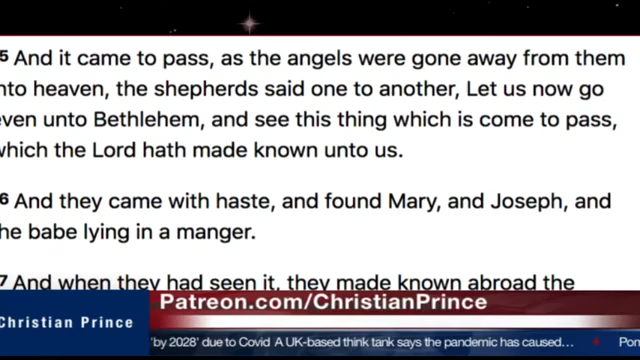 5 And it came to pass, as the angels were gone away from them
nto heaven, the shepherds said one to another, Let us now go
even unto Bethlehem, and see this thing which is come to pass,
which the Lord hath made known unto us.
6 And they came with haste, and found Mary, and Joseph, and
he babe lying in a manger.
7 And when they had seen it, they made known abroad the
Patreon.com/ChristianPrince
Christian Prince
'by 2028' due to Covid A UK-based think tank says the pandemic has caused... Pon